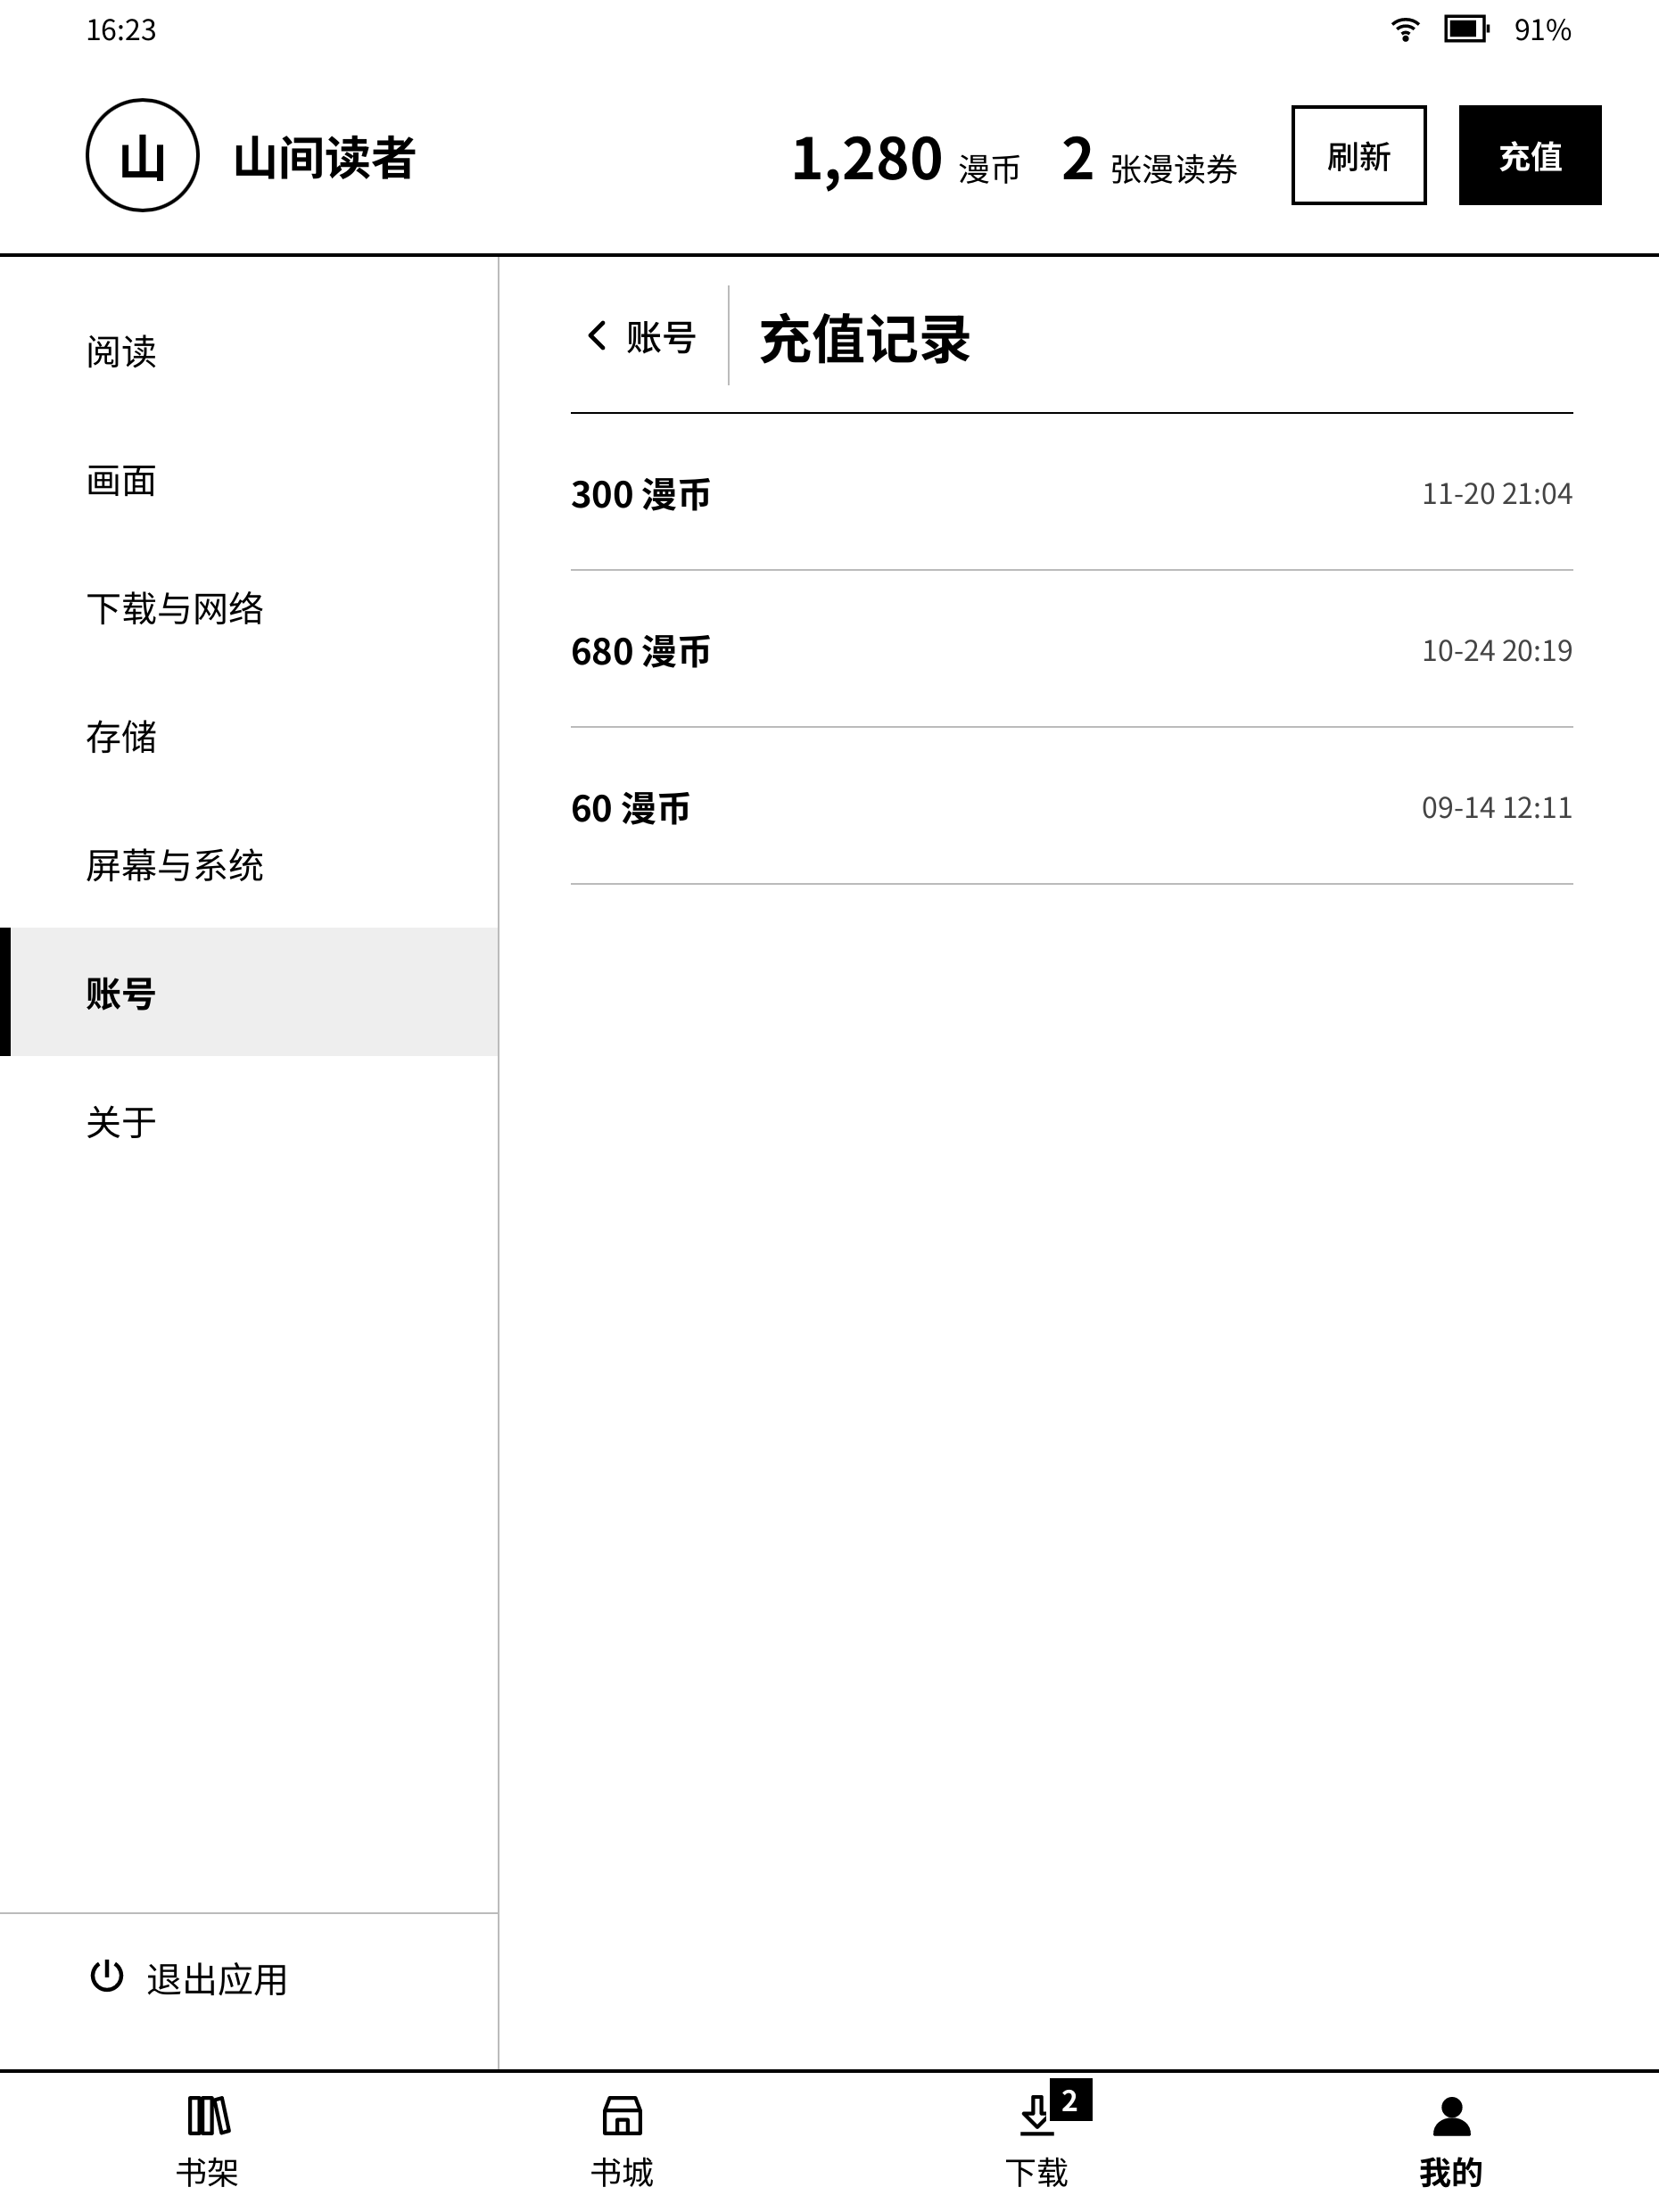 16:23 91%
山 山间读者 1,280 漫币 2 张漫读券 刷新 充值
账号 充值记录
阅读
画面
下载与网络
存储
屏幕与系统
账号
关于
300 漫币 11-20 21:04
680 漫币 10-24 20:19
60 漫币 09-14 12:11
退出应用
2
书架 书城 下载 我的